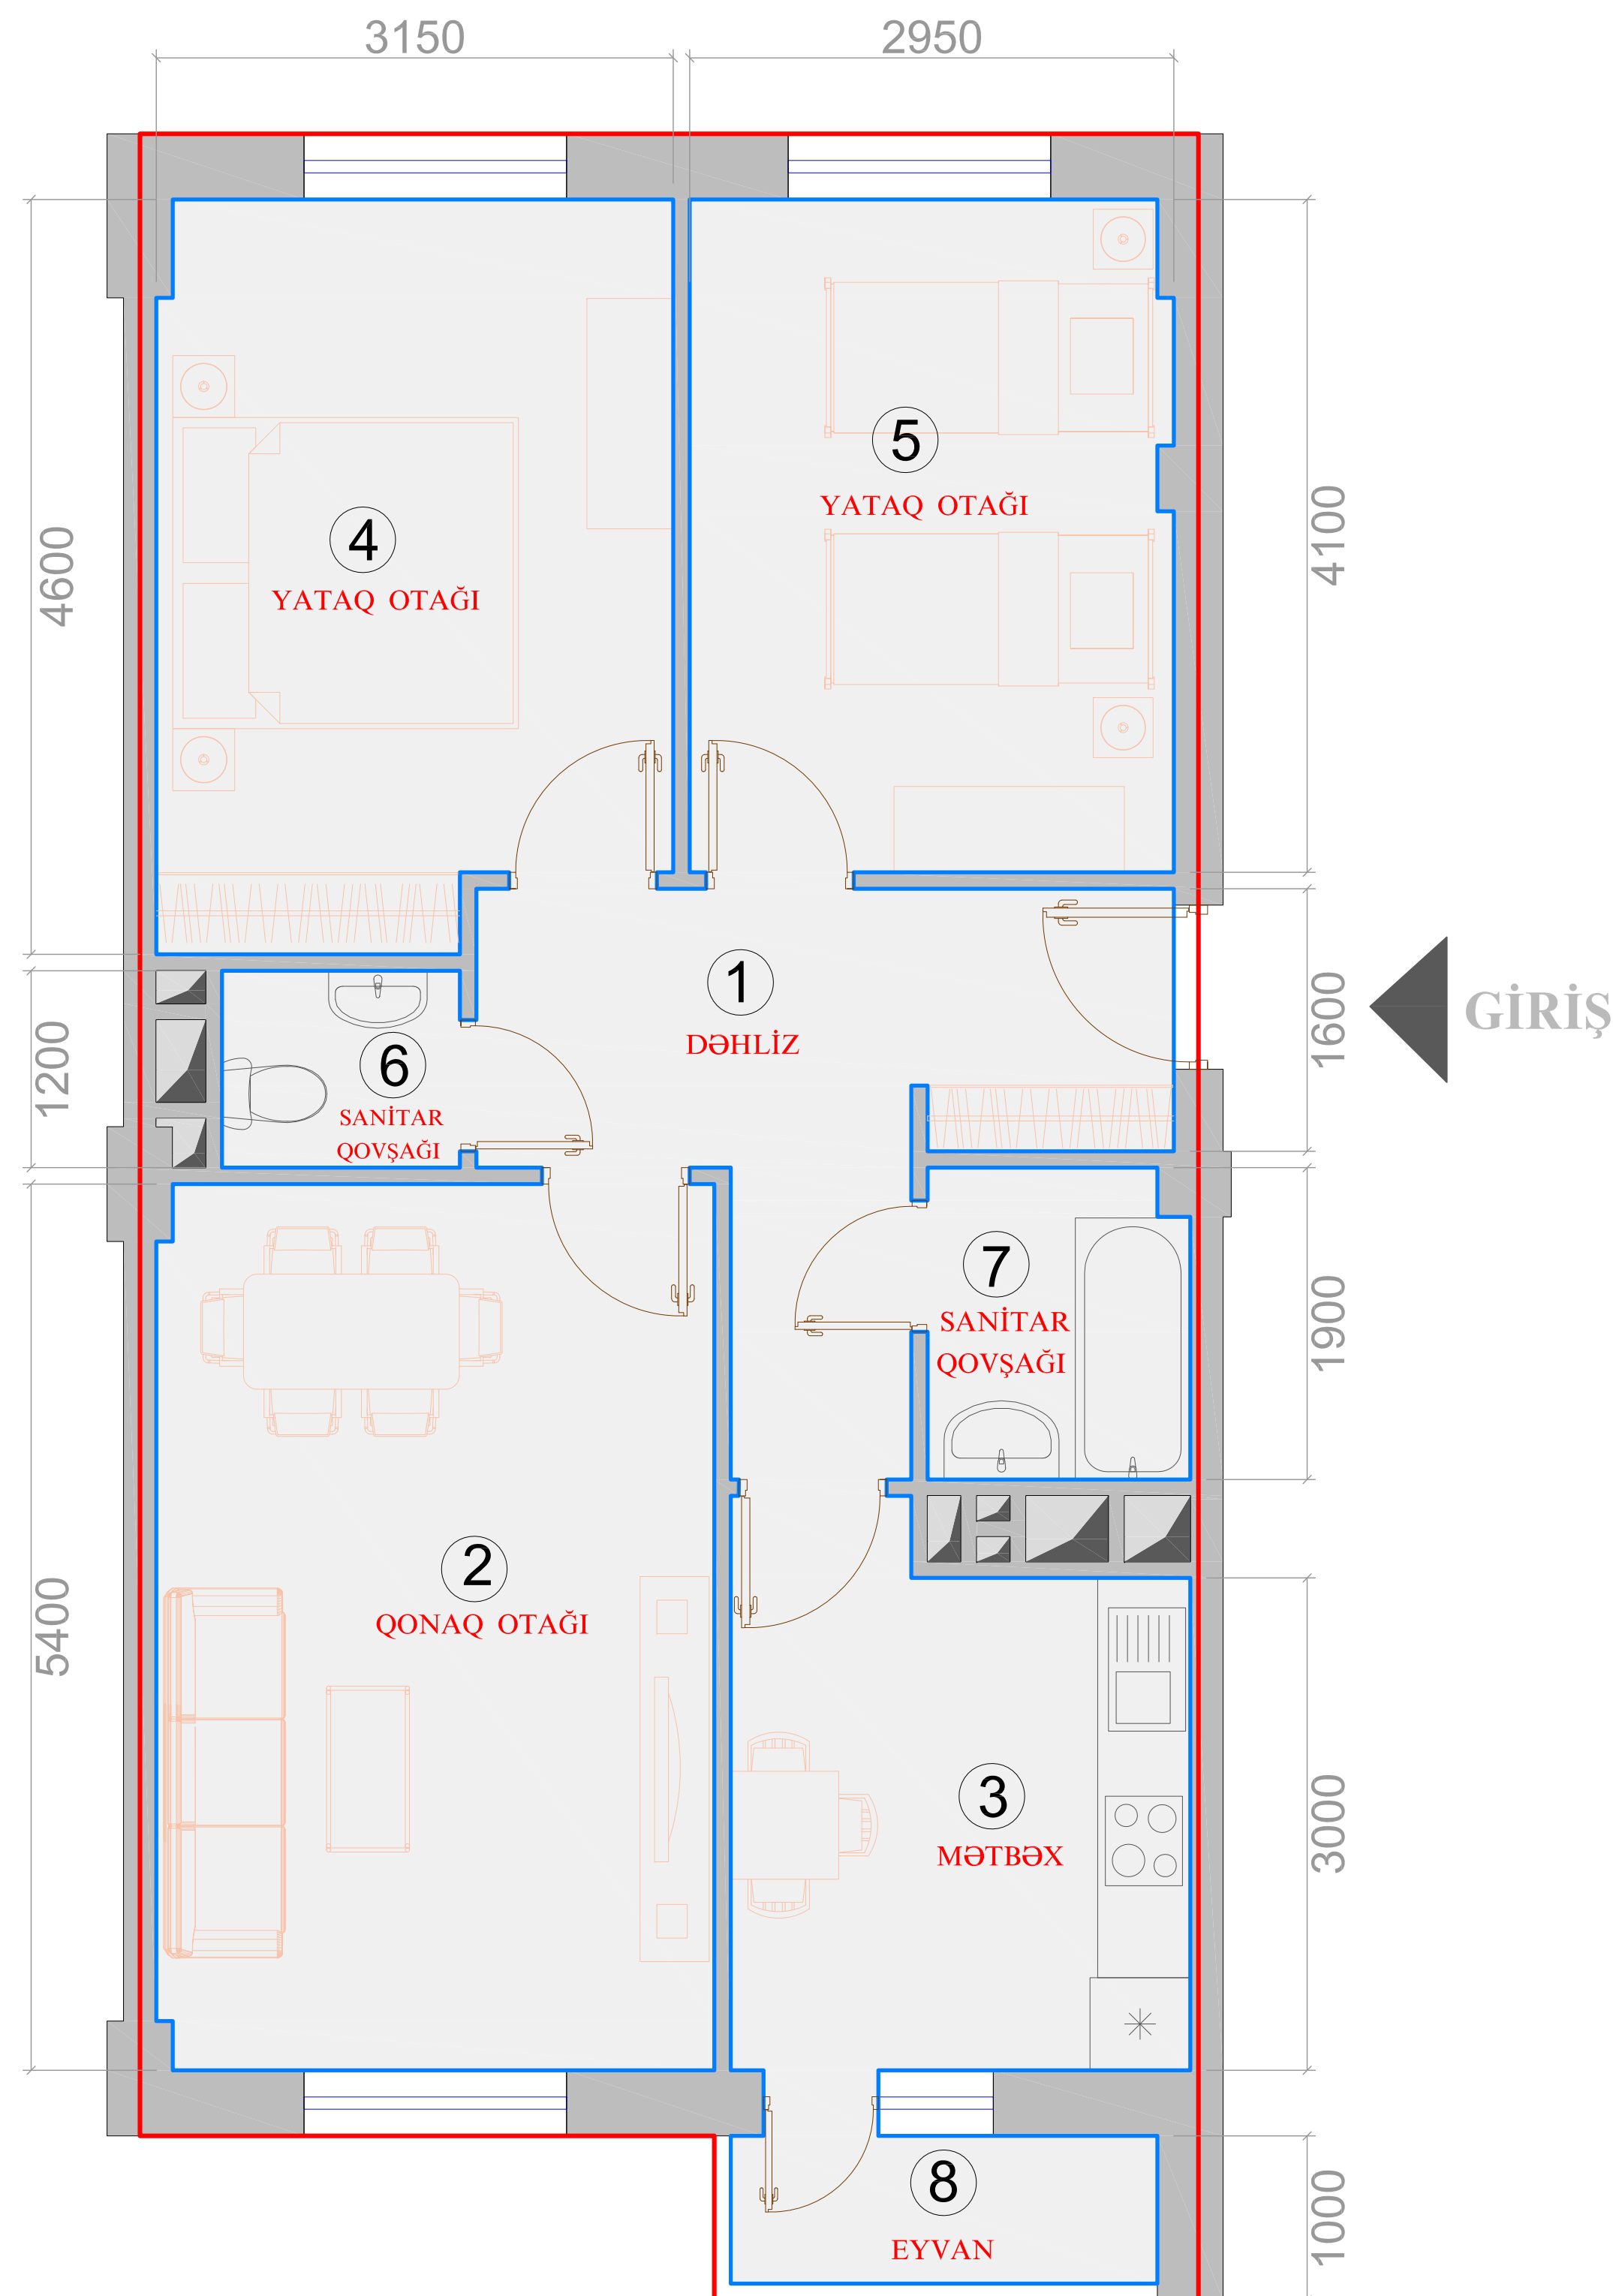 3150
2950
5
YATAQ OTAĞI
4100
4
YATAQ OTAĞI
4600
1
DƏHLİZ
1600
GİRİŞ
1200
6
SANİTAR
QOVŞAĞI
7
SANİTAR
QOVŞAĞI
1900
2
QONAQ OTAĞI
5400
3
MƏTBƏX
3000
8
EYVAN
1000